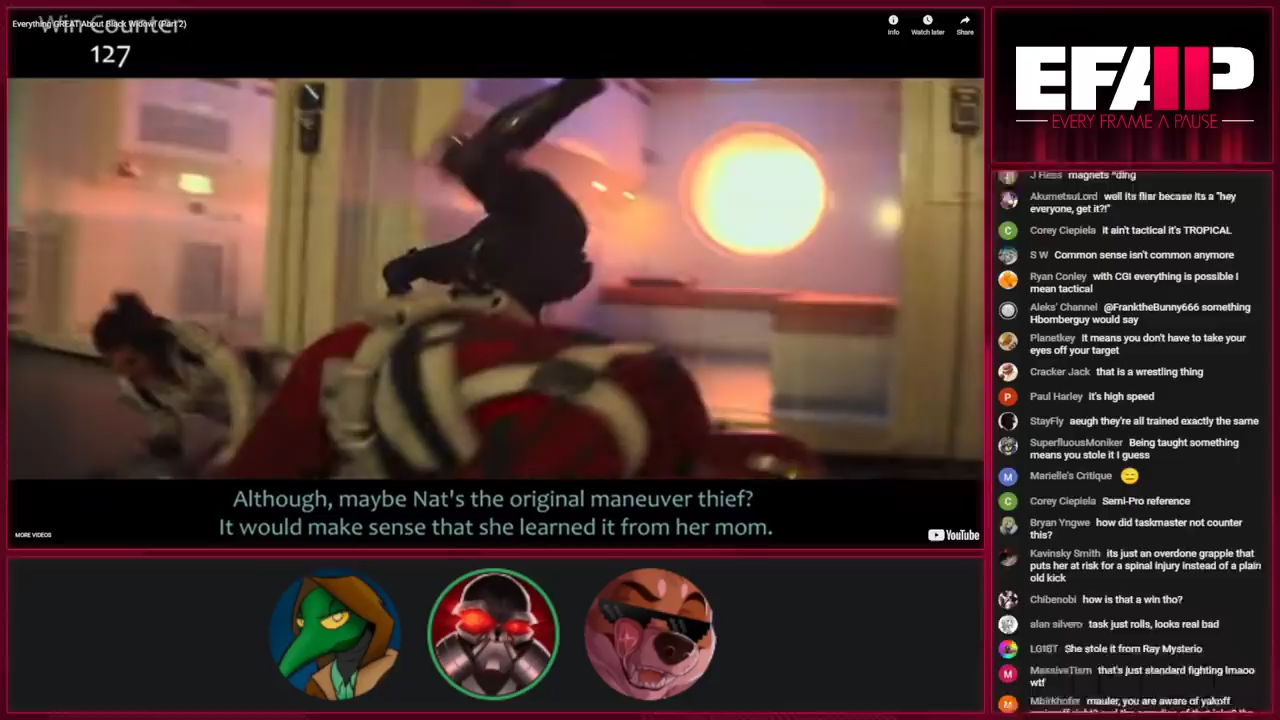 Everything GREAT About Black Widow! (Part 2)
Win Counter
127
Info
Watch later
Share
Although, maybe Nat's the original maneuver thief?
It would make sense that she learned it from her mom.
MORE VIDEOS
YouTube
EFAP
EVERY FRAME A PAUSE
J Hess magnets *ding
AkumetsuLord well its fliar because its a "hey
everyone, get it?!"
Corey Ciepiela it ain't tactical it's TROPICAL
S W Common sense isn't common anymore
Ryan Conley with CGI everything is possible I
mean tactical
Aleks' Channel @FranktheBunny666 something
Hbomberguy would say
Planetkey It means you don't have to take your
eyes off your target
Cracker Jack that is a wrestling thing
Paul Harley It's high speed
StayFly aeugh they're all trained exactly the same
SuperfluousMoniker Being taught something
means you stole it I guess
Marielle's Critique
Corey Ciepiela Semi-Pro reference
Bryan Yngwe how did taskmaster not counter
this?
Kavinsky Smith its just an overdone grapple that
puts her at risk for a spinal injury instead of a plain
old kick
Chibenobi how is that a win tho?
alan silvero task just rolls, looks real bad
LG18T She stole it from Ray Mysterio
MassiveTism that's just standard fighting lmaoo
wtf
mauler, you are aware of yakoff